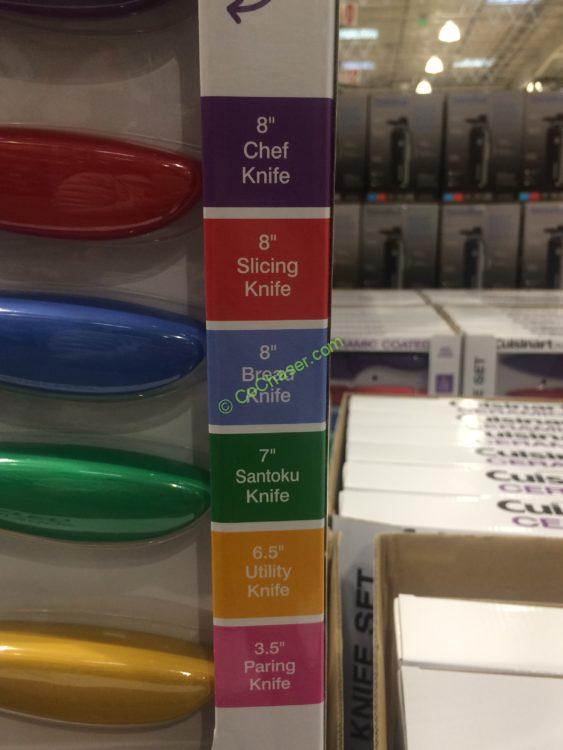 8"
Chef
Knife
8"
Slicing
Knife
8"
Bread
Knife
7"
Santoku
Knife
6.5"
Utility
Knife
3.5"
Paring
Knife
© CoChaser.com
Cuisinart
KNIFE SET